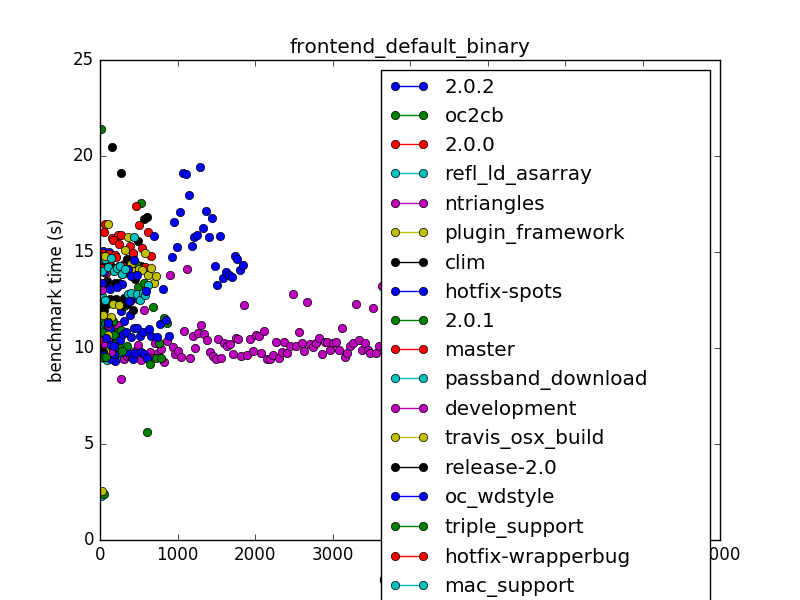 frontend_default_binary
25
20
15
10
5
0
benchmark time (s)
0 1000 2000 3000 000
2.0.2
oc2cb
2.0.0
refl_ld_asarray
ntriangles
plugin_framework
clim
hotfix-spots
2.0.1
master
passband_download
development
travis_osx_build
release-2.0
oc_wdstyle
triple_support
hotfix-wrapperbug
mac_support